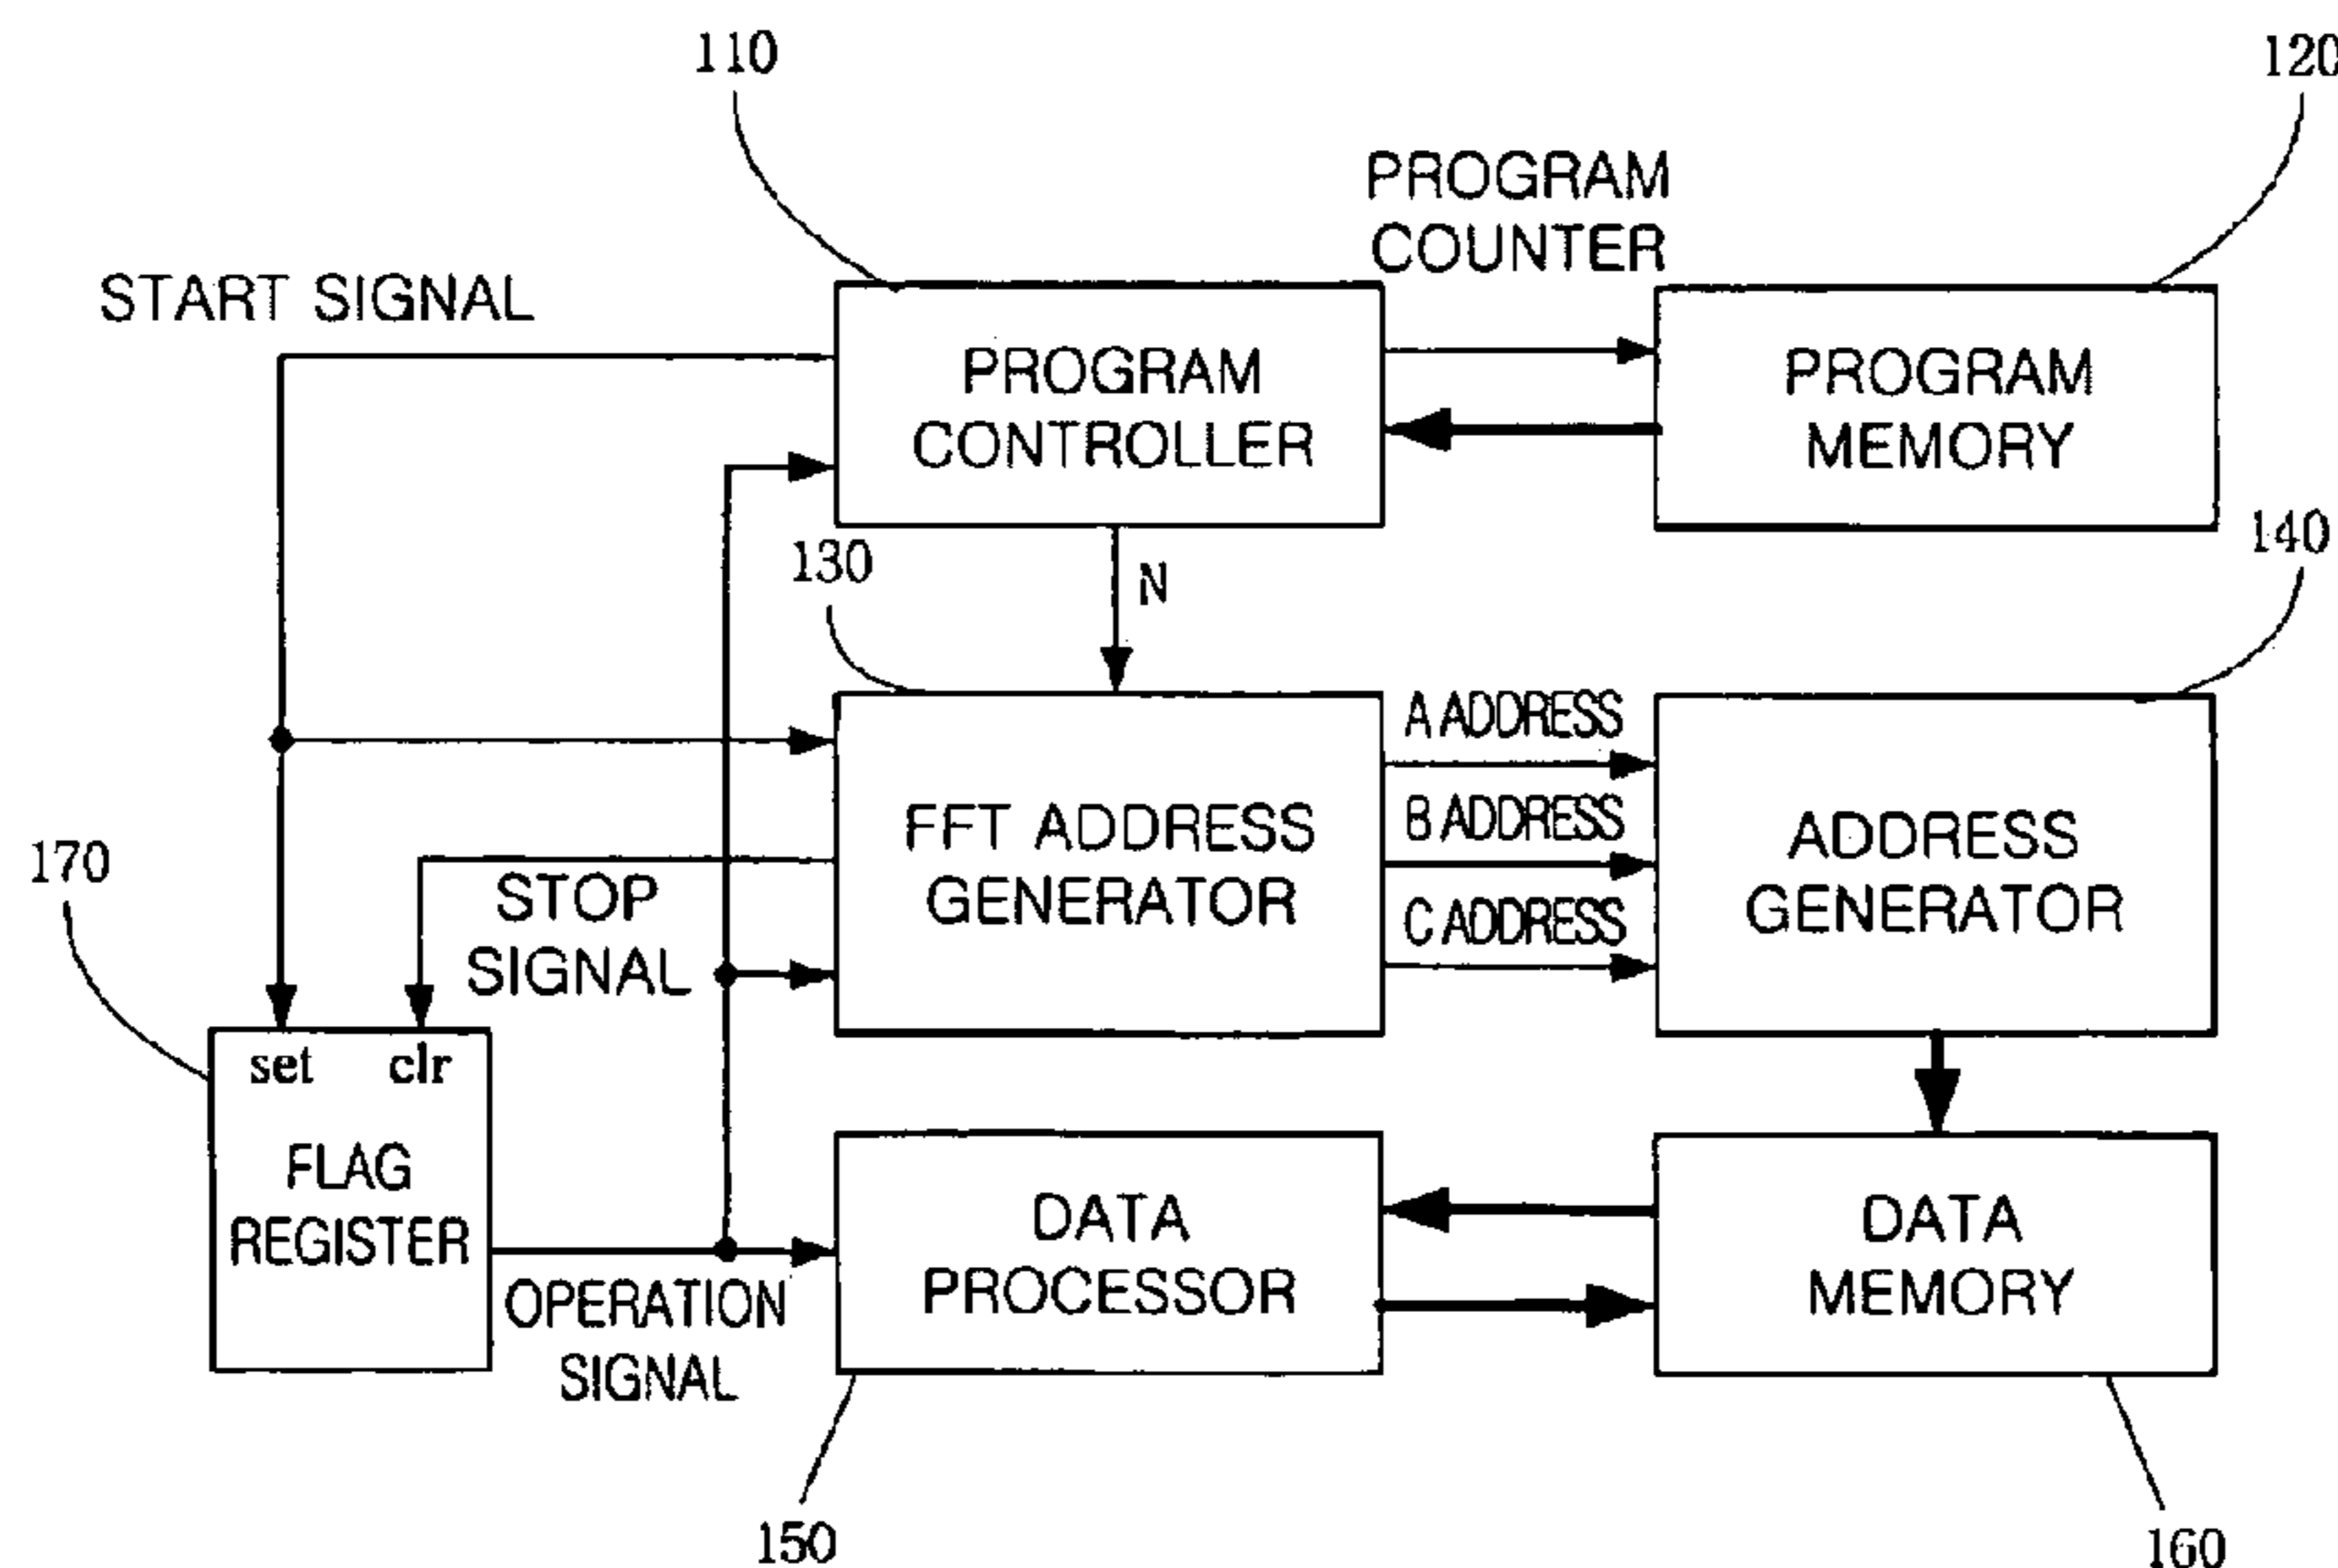 110
120
PROGRAM
COUNTER
START SIGNAL
PROGRAM
CONTROLLER
PROGRAM
MEMORY
130
N
140
A ADDRESS
B ADDRESS
C ADDRESS
FFT ADDRESS
GENERATOR
ADDRESS
GENERATOR
170
STOP
SIGNAL
set clr
FLAG
REGISTER
OPERATION
SIGNAL
DATA
PROCESSOR
DATA
MEMORY
150
160